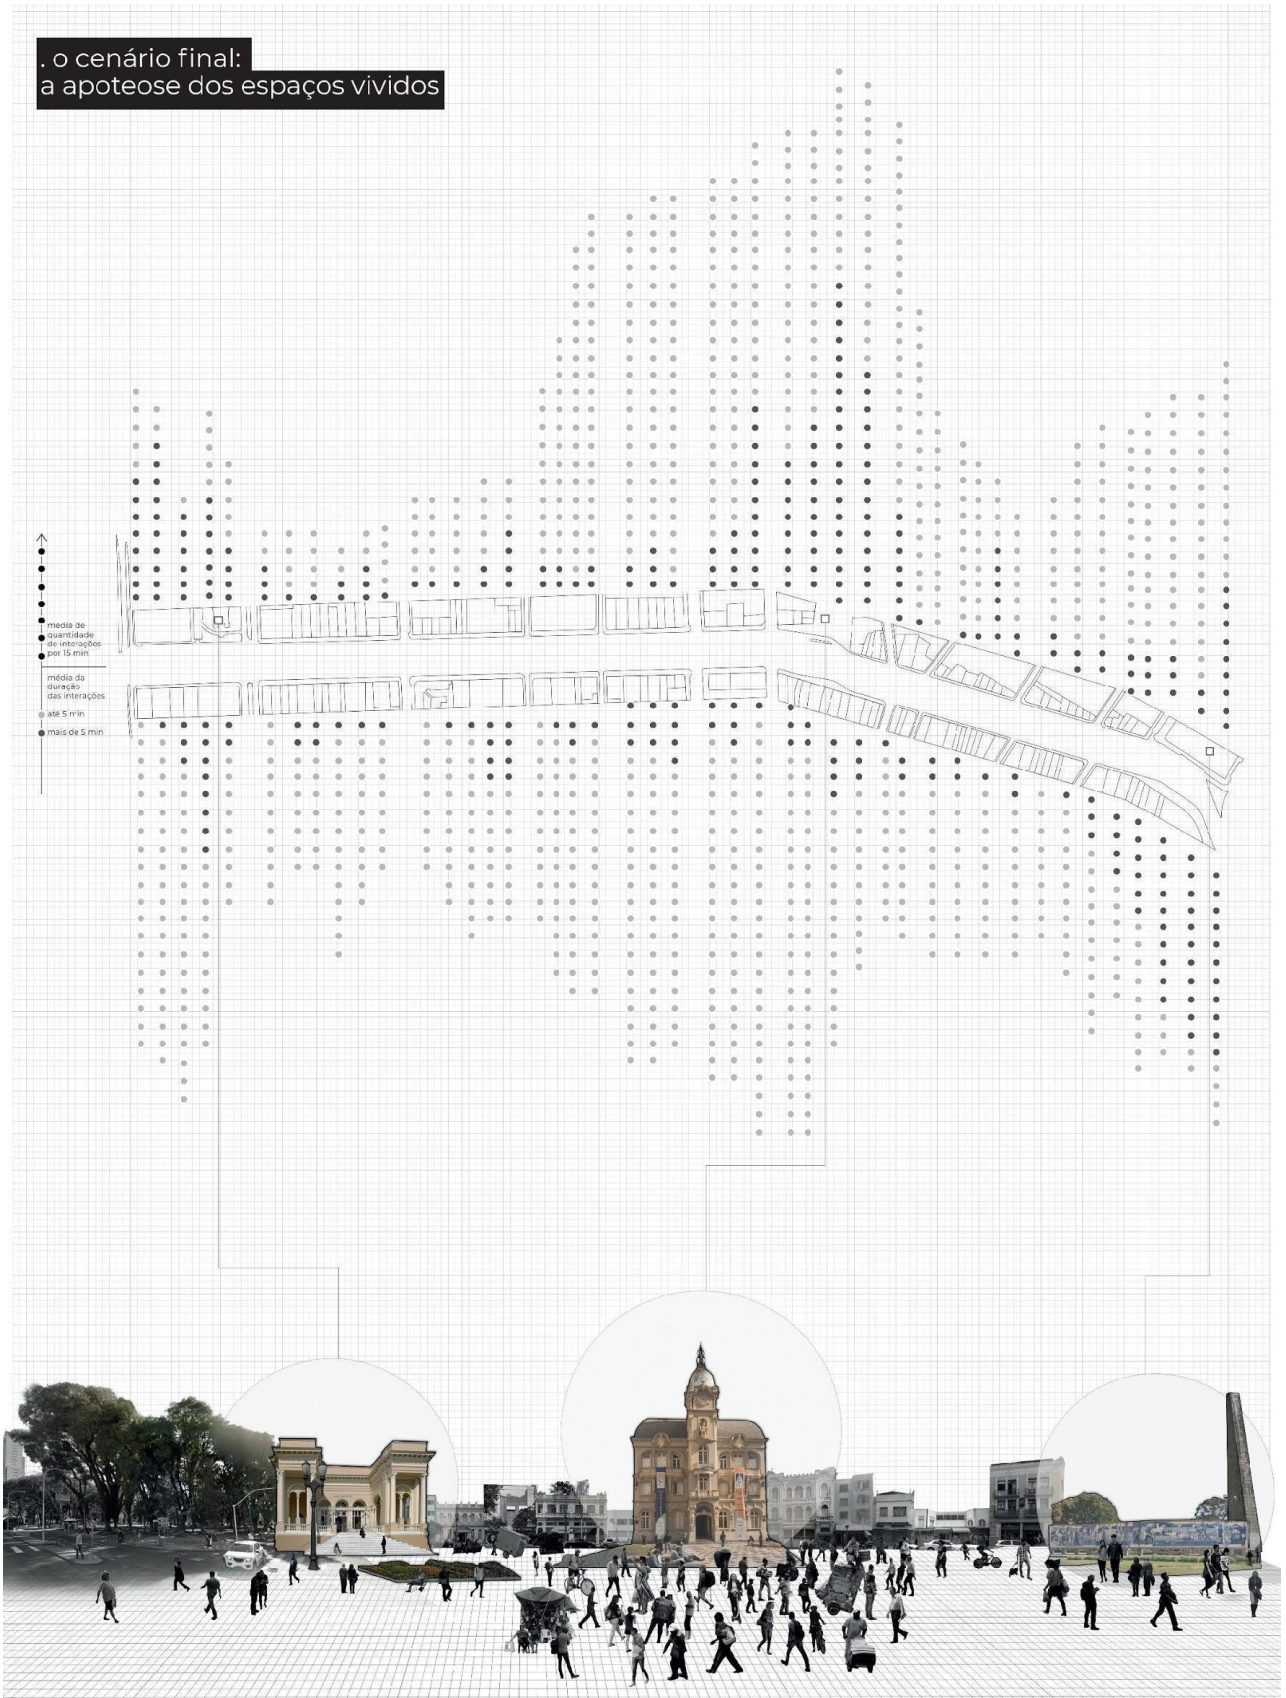 . o cenário final:
a apoteose dos espaços vividos
média de
quantidade
de interações
por 15 min
média da
duração
das interações
até 5 min
mais de 5 min